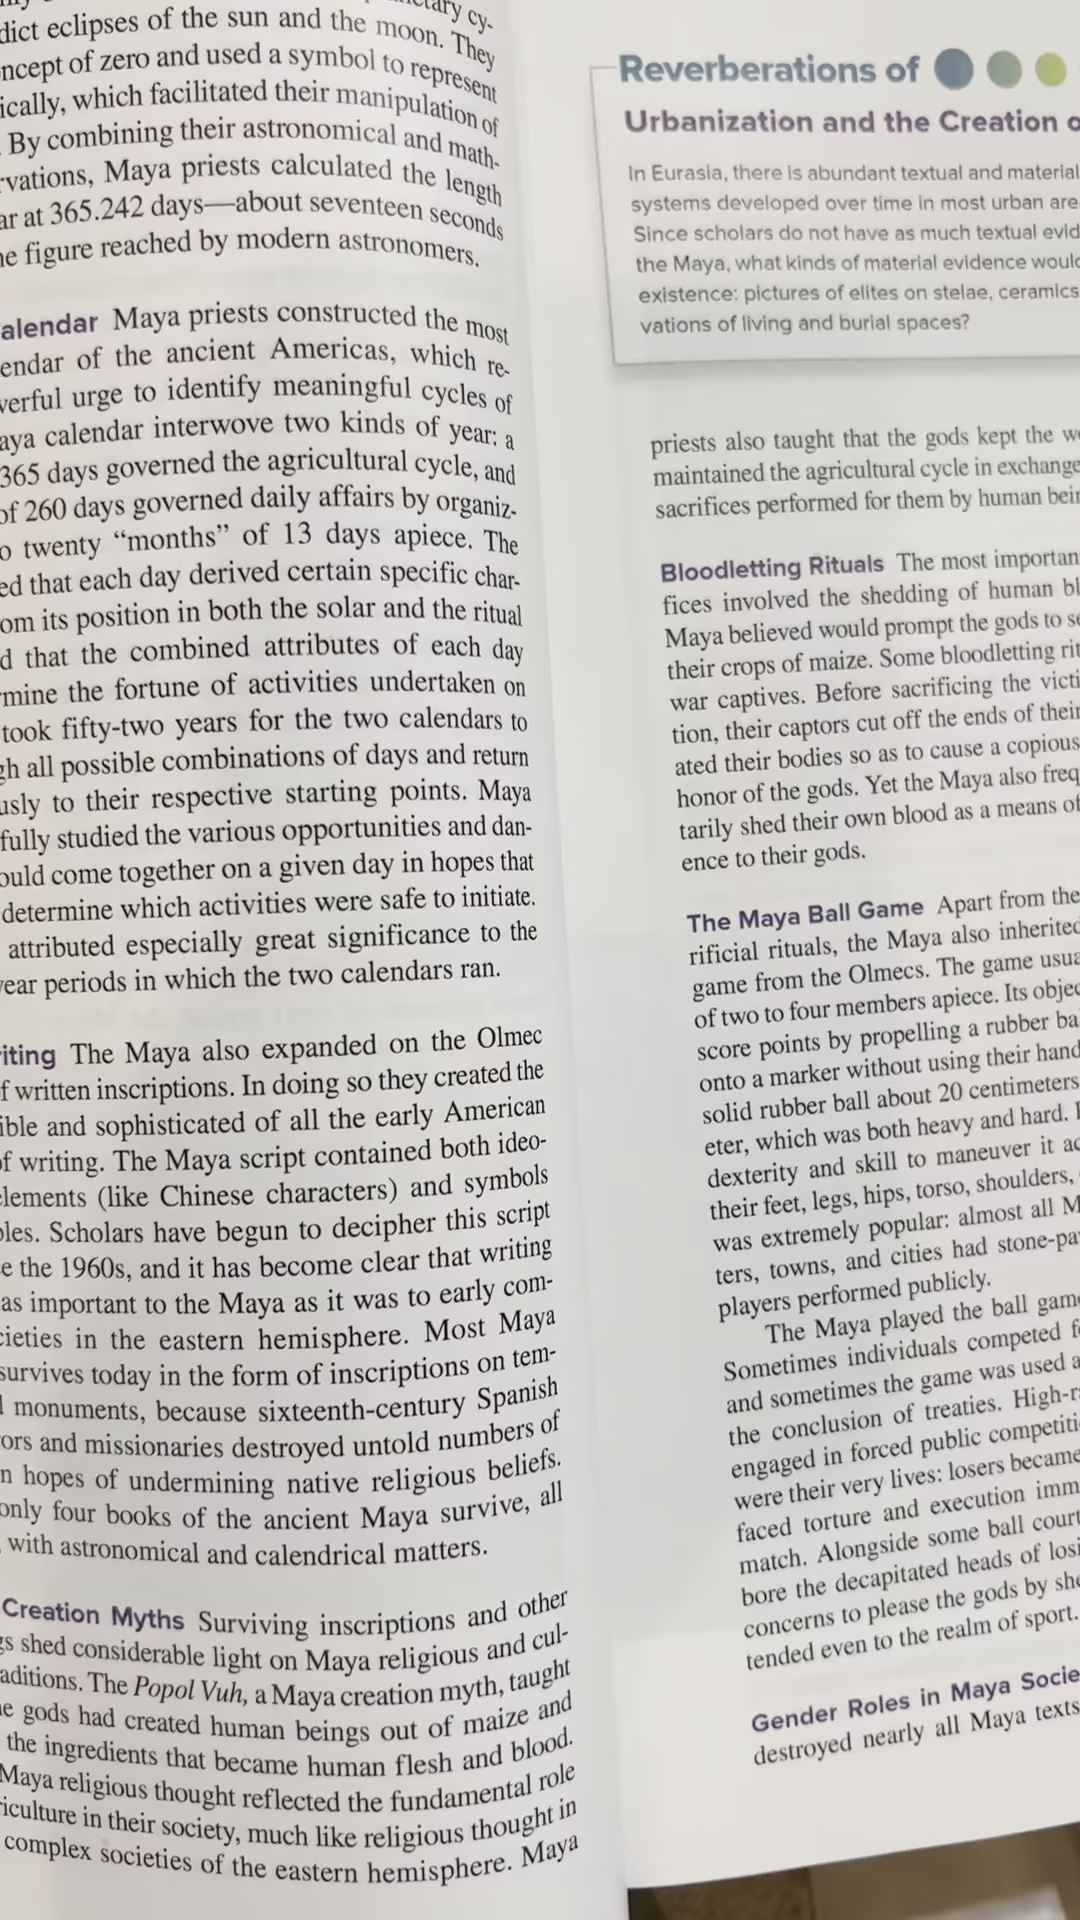 dict eclipses of the sun and the moon. They
ncept of zero and used a symbol to represent
ically, which facilitated their manipulation of
. By combining their astronomical and math-
rvations, Maya priests calculated the length
ar at 365.242 days—about seventeen seconds
ne figure reached by modern astronomers.
alendar Maya priests constructed the most
endar of the ancient Americas, which re-
verful urge to identify meaningful cycles of
aya calendar interwove two kinds of year: a
365 days governed the agricultural cycle, and
of 260 days governed daily affairs by organiz-
o twenty “months” of 13 days apiece. The
ed that each day derived certain specific char-
om its position in both the solar and the ritual
d that the combined attributes of each day
rmine the fortune of activities undertaken on
took fifty-two years for the two calendars to
gh all possible combinations of days and return
usly to their respective starting points. Maya
fully studied the various opportunities and dan-
ould come together on a given day in hopes that
determine which activities were safe to initiate.
attributed especially great significance to the
year periods in which the two calendars ran.
riting The Maya also expanded on the Olmec
f written inscriptions. In doing so they created the
ible and sophisticated of all the early American
of writing. The Maya script contained both ideo-
elements (like Chinese characters) and symbols
bles. Scholars have begun to decipher this script
e the 1960s, and it has become clear that writing
as important to the Maya as it was to early com-
cieties in the eastern hemisphere. Most Maya
survives today in the form of inscriptions on tem-
d monuments, because sixteenth-century Spanish
ors and missionaries destroyed untold numbers of
n hopes of undermining native religious beliefs.
only four books of the ancient Maya survive, all
with astronomical and calendrical matters.
Creation Myths Surviving inscriptions and other
gs shed considerable light on Maya religious and cul-
aditions. The Popol Vuh, a Maya creation myth, taught
e gods had created human beings out of maize and
the ingredients that became human flesh and blood.
Maya religious thought reflected the fundamental role
riculture in their society, much like religious thought in
complex societies of the eastern hemisphere. Maya
Reverberations of
Urbanization and the Creation o
In Eurasia, there is abundant textual and material
systems developed over time in most urban are
Since scholars do not have as much textual evid
the Maya, what kinds of material evidence would
existence: pictures of elites on stelae, ceramics
vations of living and burial spaces?
priests also taught that the gods kept the w
maintained the agricultural cycle in exchange
sacrifices performed for them by human bein
Bloodletting Rituals The most importan
fices involved the shedding of human bl
Maya believed would prompt the gods to se
their crops of maize. Some bloodletting rit
war captives. Before sacrificing the victi
tion, their captors cut off the ends of their
ated their bodies so as to cause a copious
honor of the gods. Yet the Maya also freq
tarily shed their own blood as a means of
ence to their gods.
The Maya Ball Game Apart from the
rificial rituals, the Maya also inherited
game from the Olmecs. The game usua
of two to four members apiece. Its objec
score points by propelling a rubber ba
onto a marker without using their hand
solid rubber ball about 20 centimeters
eter, which was both heavy and hard.
dexterity and skill to maneuver it ac
their feet, legs, hips, torso, shoulders,
was extremely popular: almost all M
ters, towns, and cities had stone-pa
players performed publicly.
The Maya played the ball game
Sometimes individuals competed f
and sometimes the game was used a
the conclusion of treaties. High-ra
engaged in forced public competiti
were their very lives: losers became
faced torture and execution imm
match. Alongside some ball court
bore the decapitated heads of losi
concerns to please the gods by she
tended even to the realm of sport.
Gender Roles in Maya Socie
destroyed nearly all Maya texts